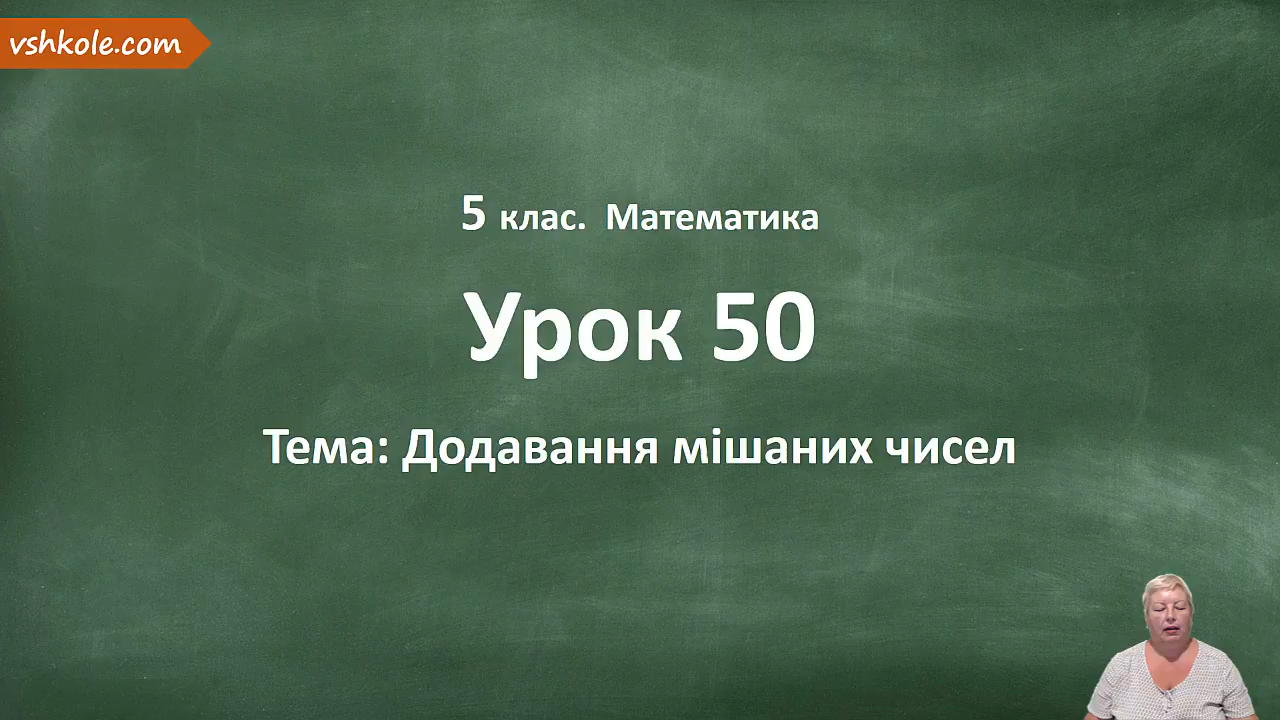 vshkole.com
5 клас. Математика
Урок 50
Тема: Додавання мішаних чисел